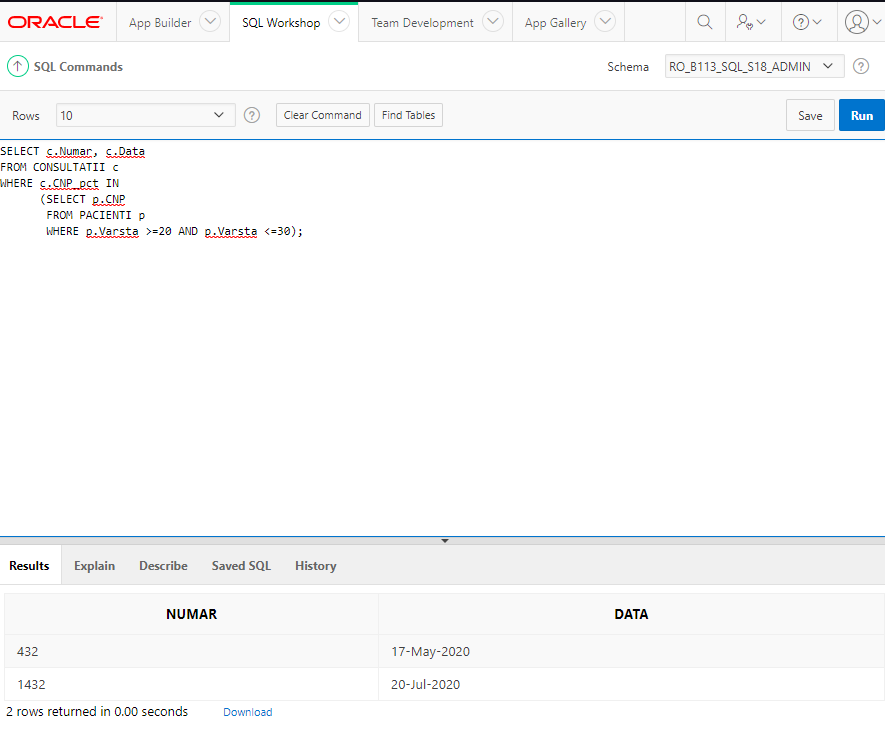 ORACLE App Builder SQL Workshop Team Development App Gallery
SQL Commands Schema RO_B113_SQL_S18_ADMIN
Rows 10 Clear Command Find Tables Save Run
SELECT c.Numar, c.Data
FROM CONSULTATII c
WHERE c.CNP_pct IN
(SELECT p.CNP
FROM PACIENTI p
WHERE p.Varsta >=20 AND p.Varsta <=30);
Results Explain Describe Saved SQL History
NUMAR DATA
432 17-May-2020
1432 20-Jul-2020
2 rows returned in 0.00 seconds Download